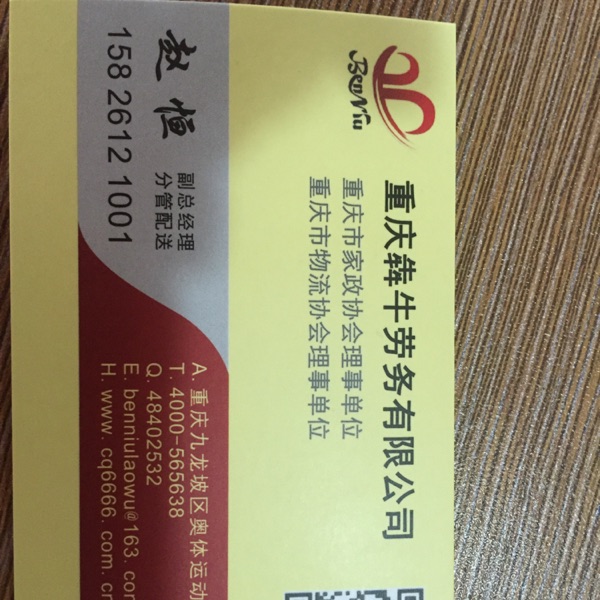 BenNiu
重庆犇牛劳务有限公司
重庆市家政协会理事单位
重庆市物流协会理事单位
赵恒
副总经理
分管配送
158 2612 1001
A. 重庆九龙坡区奥体运动
T. 4000-565638
Q. 48402532
E. benniulaowu@163.com
H. www.cq6666.com.cn